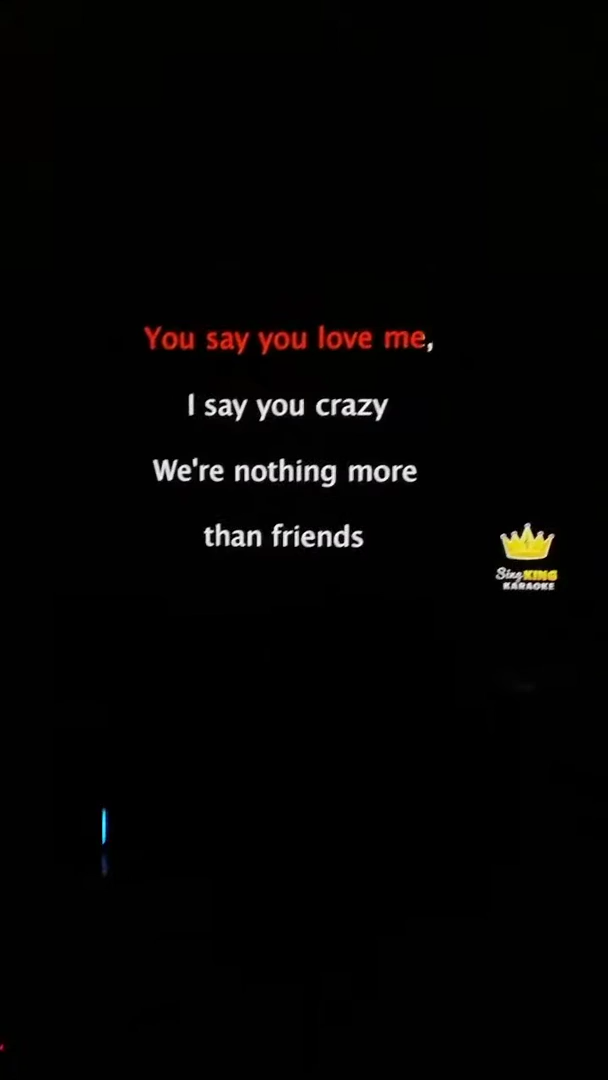 You say you love me,
I say you crazy
We're nothing more
than friends
Sing KING
KARAOKE